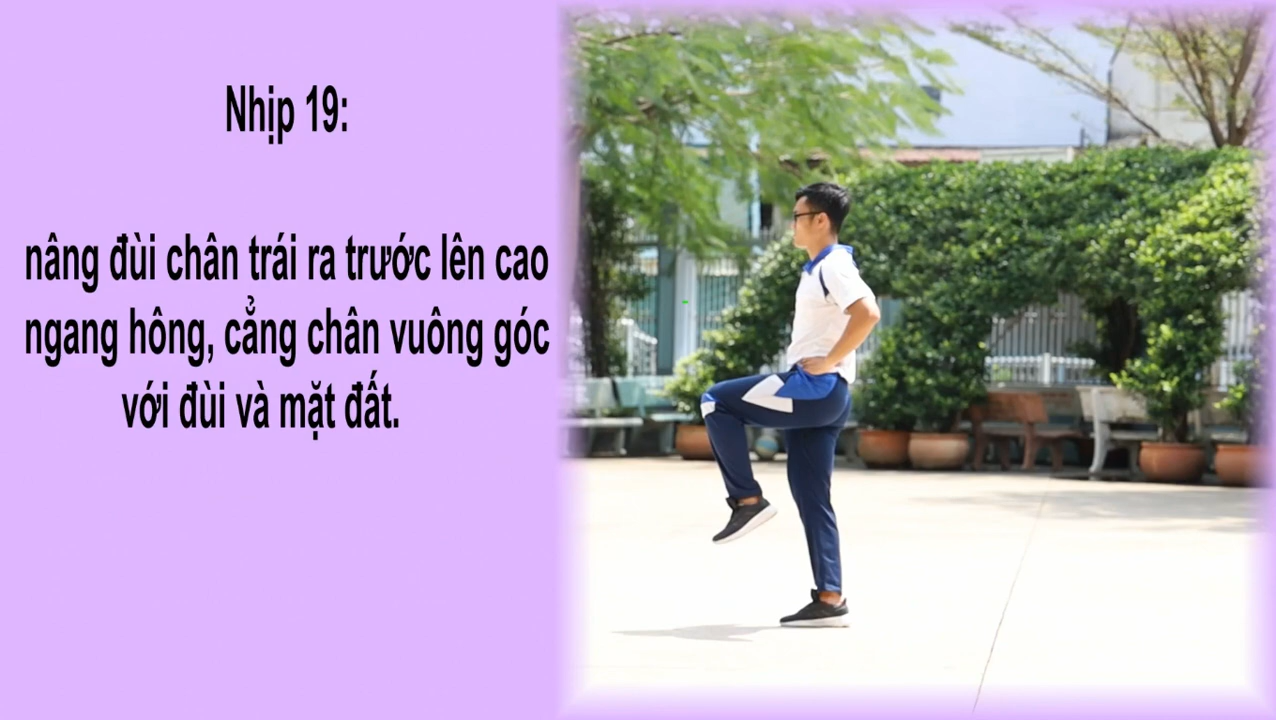 Nhịp 19:
nâng đùi chân trái ra trước lên cao
ngang hông, cẳng chân vuông góc
với đùi và mặt đất.